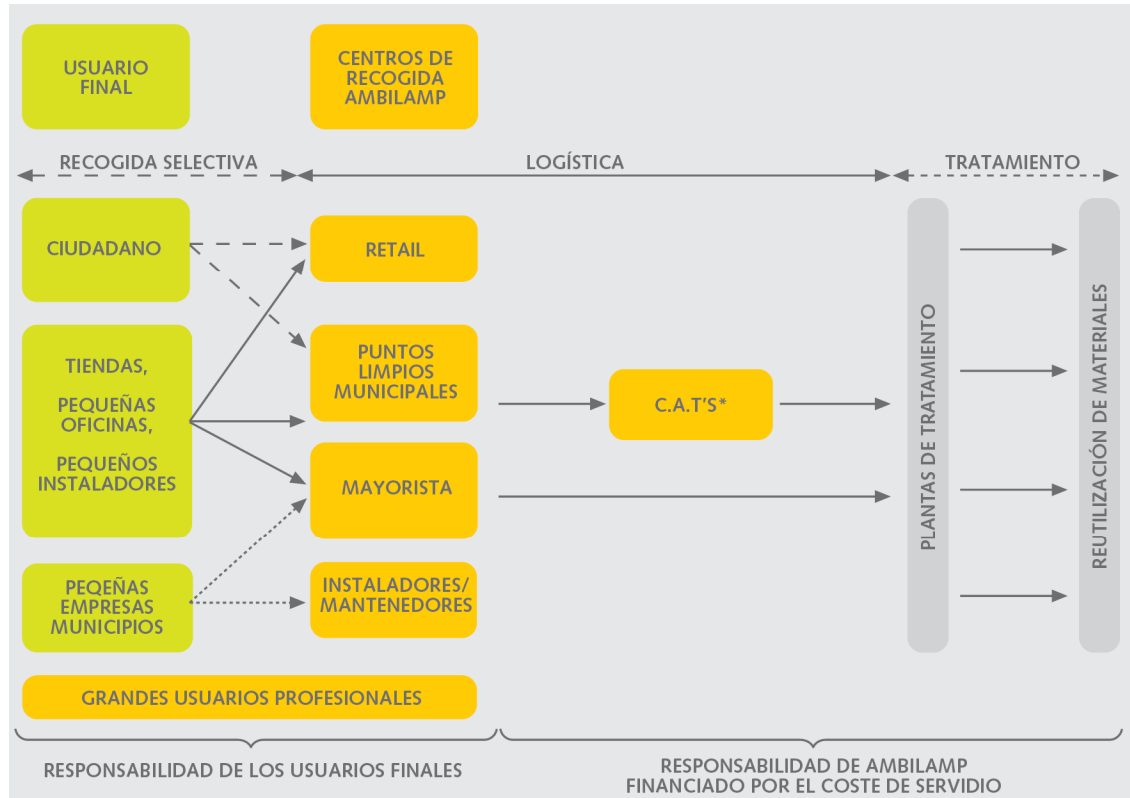 USUARIO
FINAL
CENTROS DE
RECOGIDA
AMBILAMP
RECOGIDA SELECTIVA
LOGÍSTICA
TRATAMIENTO
CIUDADANO
RETAIL
TIENDAS,
PEQUEÑAS
OFICINAS,
PEQUEÑOS
INSTALADORES
PUNTOS
LIMPIOS
MUNICIPALES
C.A.T'S*
MAYORISTA
PEQEÑAS
EMPRESAS
MUNICIPIOS
INSTALADORES/
MANTENEDORES
PLANTAS DE TRATAMIENTO
REUTILIZACIÓN DE MATERIALES
GRANDES USUARIOS PROFESIONALES
RESPONSABILIDAD DE LOS USUARIOS FINALES
RESPONSABILIDAD DE AMBILAMP
FINANCIADO POR EL COSTE DE SERVIDIO